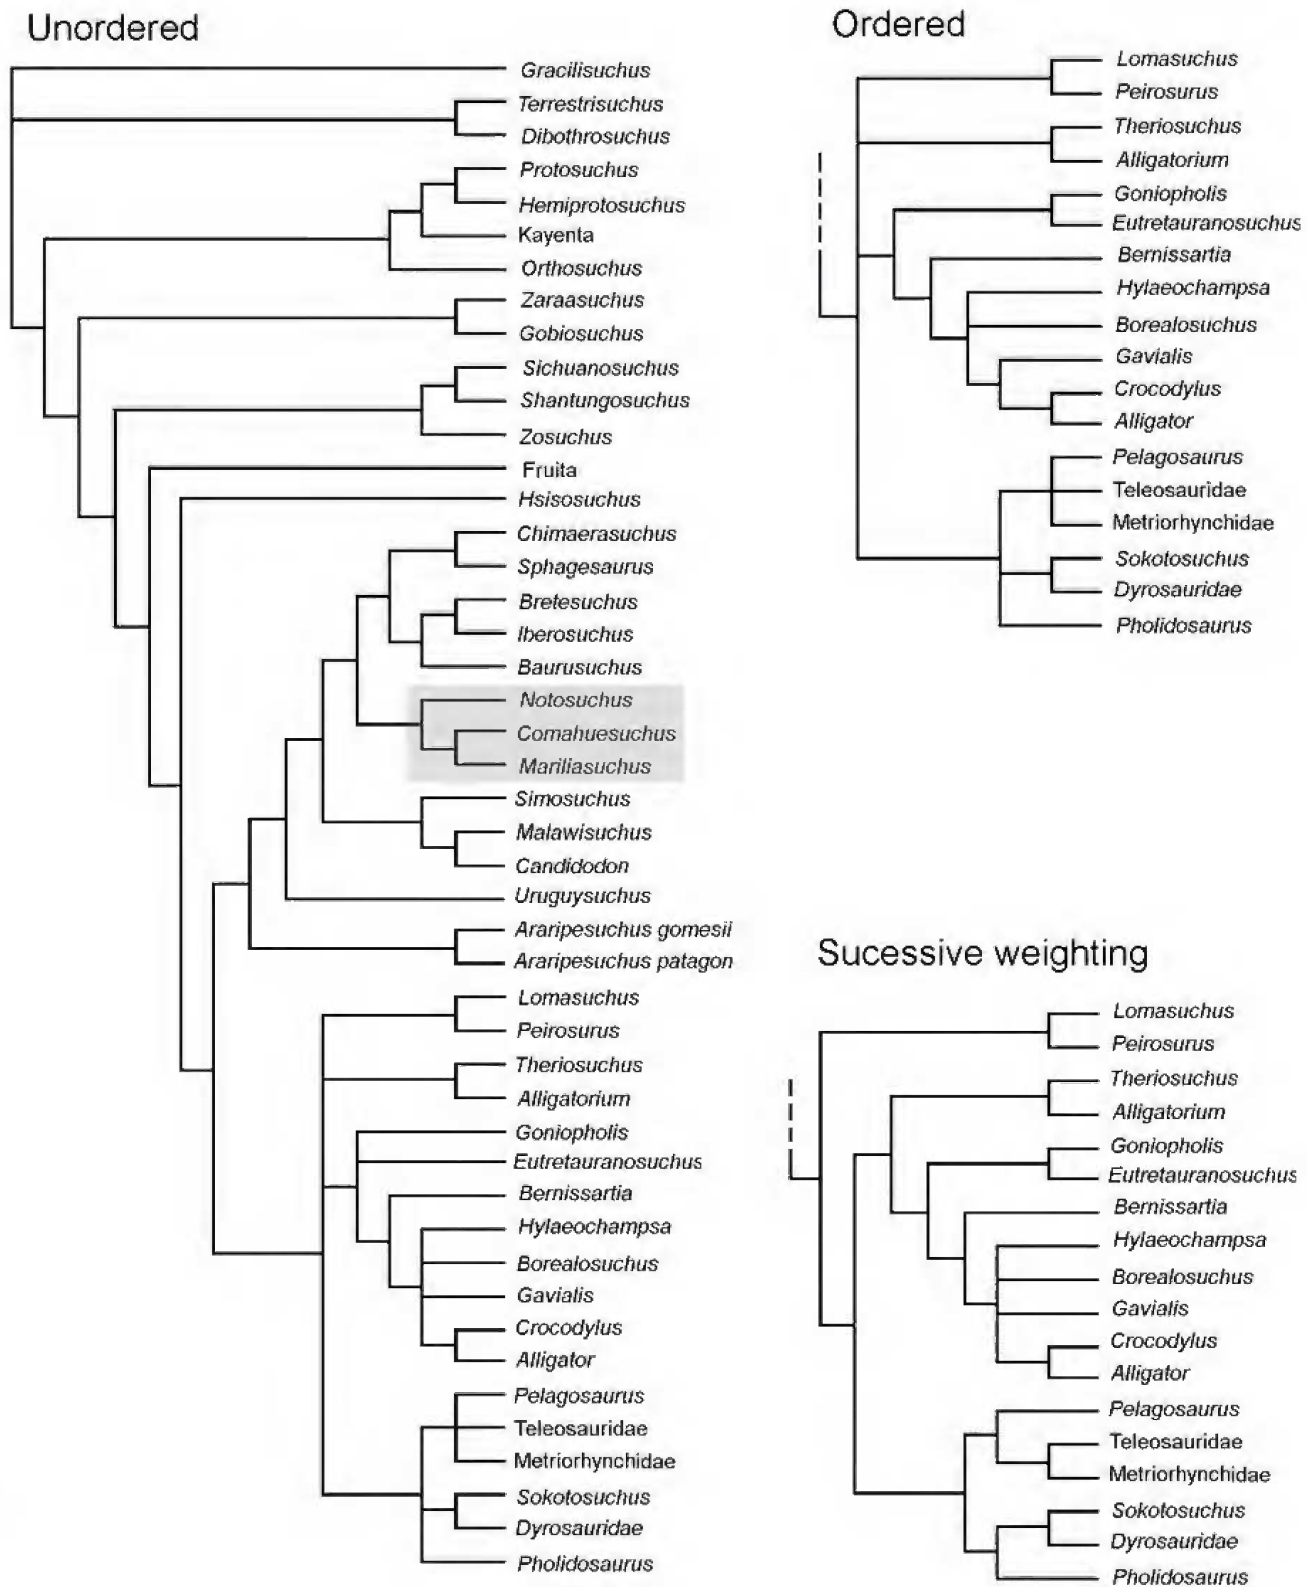 Unordered
Gracilisuchus
Terrestrisuchus
Dibothrosuchus
Protosuchus
Hemiprotosuchus
Kayenta
Orthosuchus
Zaraasuchus
Gobiosuchus
Sichuanosuchus
Shantungosuchus
Zosuchus
Fruita
Hsisosuchus
Chimaerasuchus
Sphagesaurus
Bretesuchus
Iberosuchus
Baurusuchus
Notosuchus
Comahuesuchus
Mariliasuchus
Simosuchus
Malawisuchus
Candidodon
Uruguysuchus
Araripesuchus gomesii
Araripesuchus patagon
Lomasuchus
Peirosurus
Theriosuchus
Alligatorium
Goniopholis
Eutretauranosuchus
Bernissartia
Hylaeochampsa
Borealosuchus
Gavialis
Crocodylus
Alligator
Pelagosaurus
Teleosauridae
Metriorhynchidae
Sokotosuchus
Dyrosauridae
Pholidosaurus
Ordered
Lomasuchus
Peirosurus
Theriosuchus
Alligatorium
Goniopholis
Eutretauranosuchus
Bernissartia
Hylaeochampsa
Borealosuchus
Gavialis
Crocodylus
Alligator
Pelagosaurus
Teleosauridae
Metriorhynchidae
Sokotosuchus
Dyrosauridae
Pholidosaurus
Sucessive weighting
Lomasuchus
Peirosurus
Theriosuchus
Alligatorium
Goniopholis
Eutretauranosuchus
Bernissartia
Hylaeochampsa
Borealosuchus
Gavialis
Crocodylus
Alligator
Pelagosaurus
Teleosauridae
Metriorhynchidae
Sokotosuchus
Dyrosauridae
Pholidosaurus